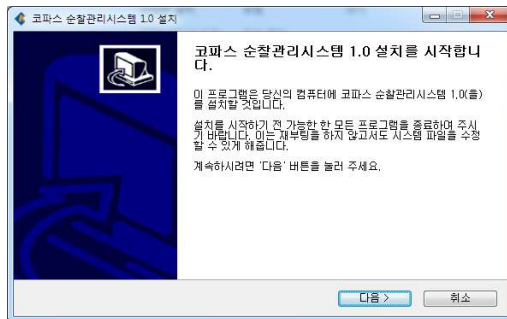 코파스 순찰관리시스템 1.0 설치
코파스 순찰관리시스템 1.0 설치를 시작합니
다.
이 프로그램은 당신의 컴퓨터에 코파스 순찰관리시스템 1.0(을)
를 설치할 것입니다.
설치를 시작하기 전 가능한 한 모든 프로그램을 종료하여 주시
기 바랍니다. 이는 재부팅을 하지 않고서도 시스템 파일을 수정
할 수 있게 해줍니다.
계속하시려면 '다음' 버튼을 눌러 주세요.
다음 >
취소